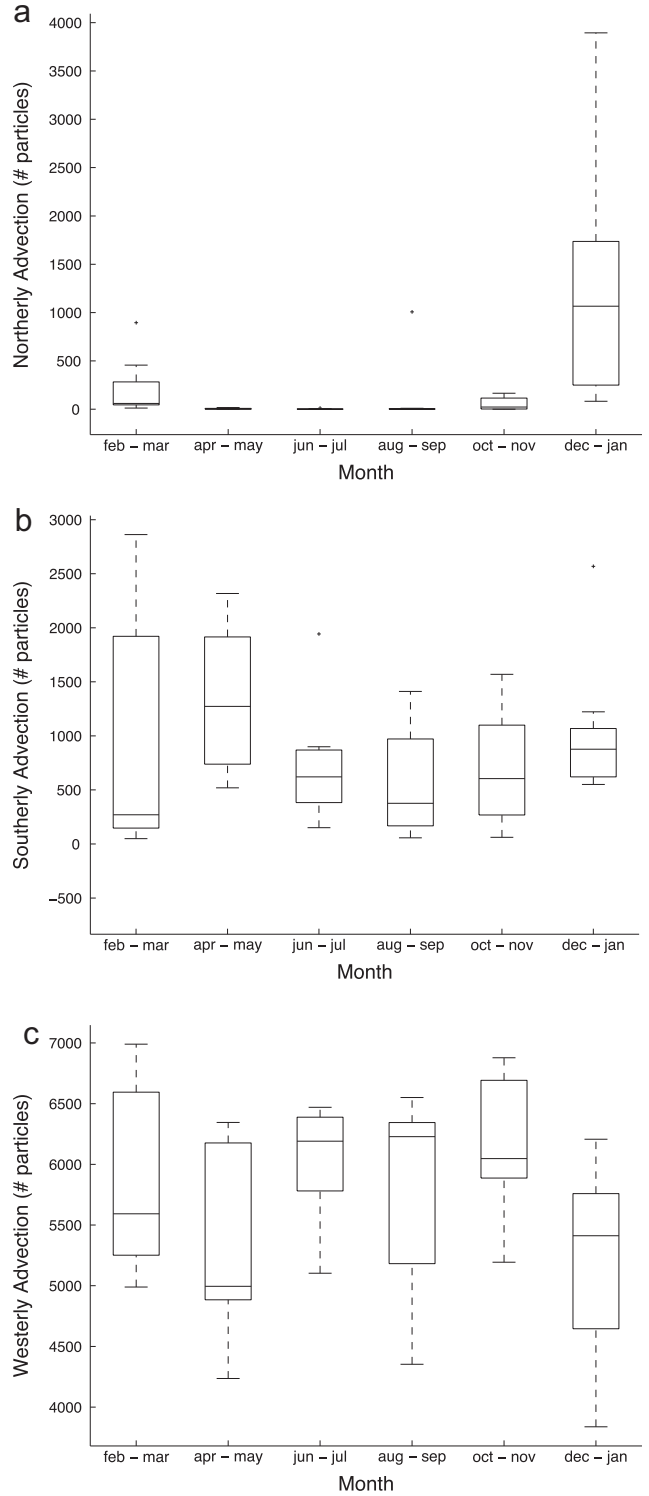 a
Northerly Advection (# particles)
4000
3500
3000
2500
2000
1500
1000
500
0
feb – mar apr – may jun – jul aug – sep oct – nov dec – jan
Month
b
Southerly Advection (# particles)
3000
2500
2000
1500
1000
500
0
−500
feb – mar apr – may jun – jul aug – sep oct – nov dec – jan
Month
c
Westerly Advection (# particles)
7000
6500
6000
5500
5000
4500
4000
feb – mar apr – may jun – jul aug – sep oct – nov dec – jan
Month